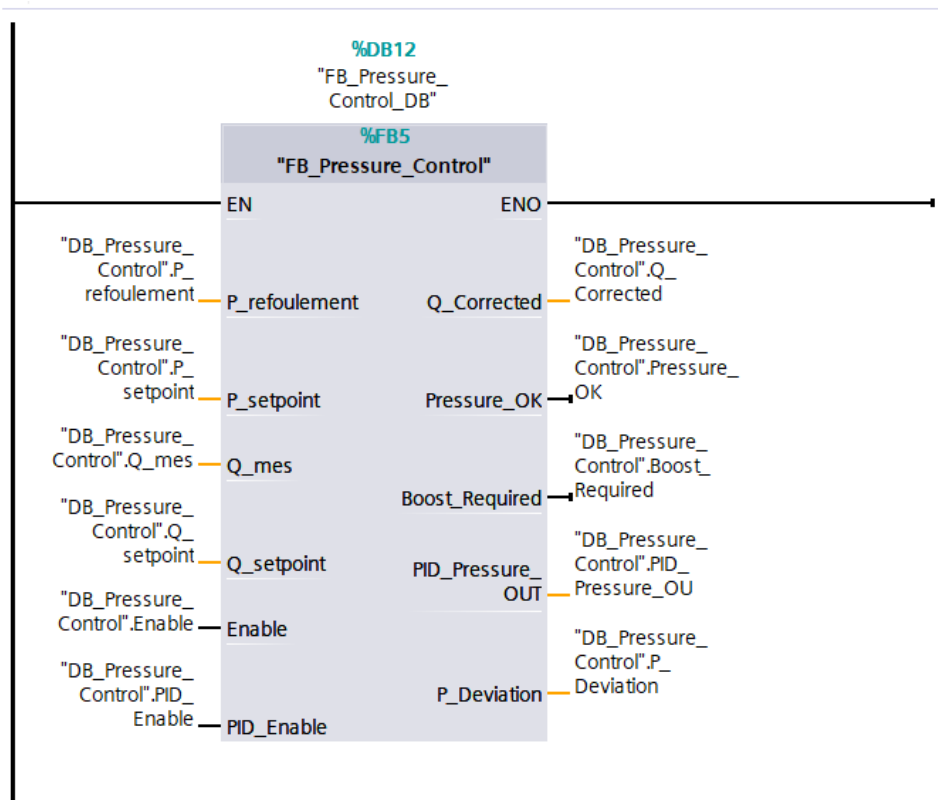 %DB12
"FB_Pressure_
Control_DB"
%FB5
"FB_Pressure_Control"
EN
ENO
"DB_Pressure_
Control".P_
refoulement
P_refoulement
Q_Corrected
"DB_Pressure_
Control".Q_
Corrected
"DB_Pressure_
Control".P_
setpoint
P_setpoint
Pressure_OK
"DB_Pressure_
Control".Pressure_
OK
"DB_Pressure_
Control".Q_mes
Q_mes
Boost_Required
"DB_Pressure_
Control".Boost_
Required
"DB_Pressure_
Control".Q_
setpoint
Q_setpoint
PID_Pressure_
OUT
"DB_Pressure_
Control".PID_
Pressure_OU
"DB_Pressure_
Control".Enable
Enable
"DB_Pressure_
Control".P_
Deviation
P_Deviation
"DB_Pressure_
Control".PID_
Enable
PID_Enable